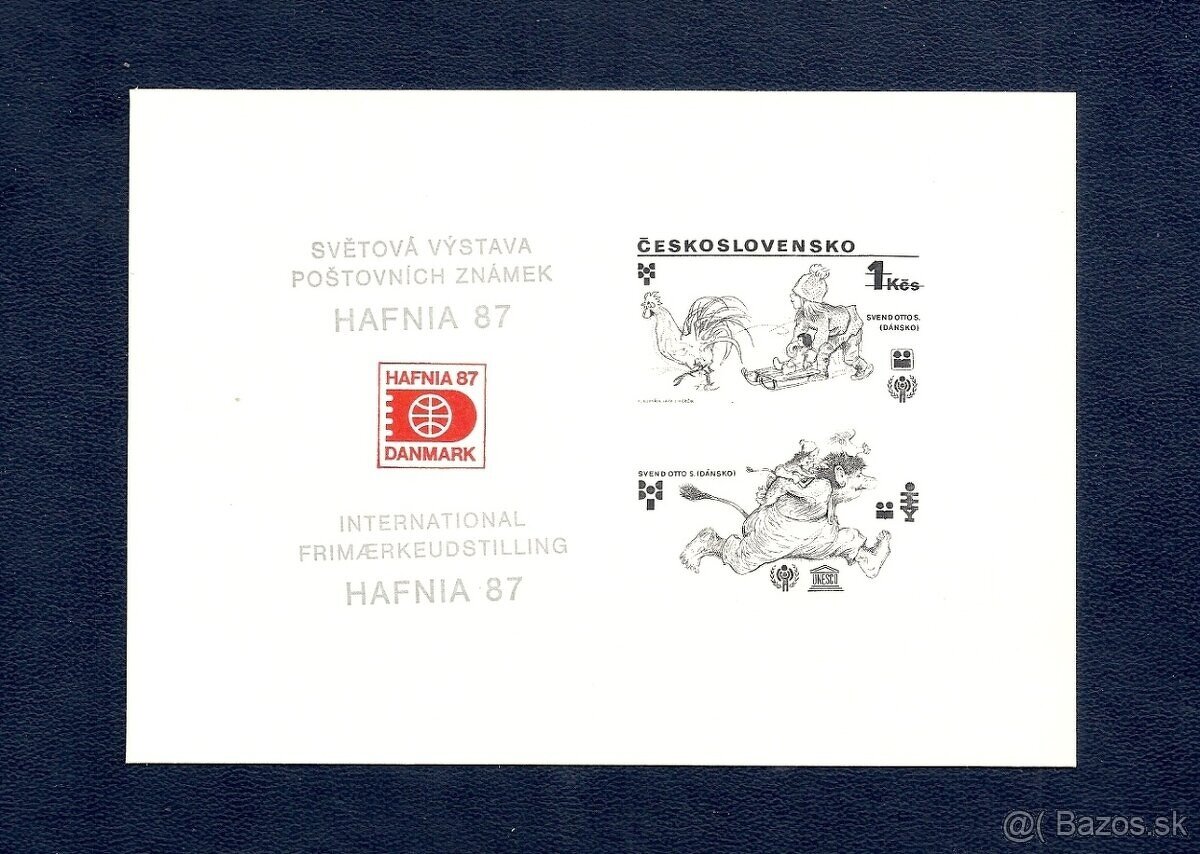 SVĚTOVÁ VÝSTAVA
POŠTOVNÍCH ZNÁMEK
HAFNIA 87
HAFNIA 87
DANMARK
INTERNATIONAL
FRIMÆRKEUDSTILLING
HAFNIA 87
ČESKOSLOVENSKO
1 Kčs
SVEND OTTO S.
(DÁNSKO)
SVEND OTTO S. (DÁNSKO)
UNESCO
@( Bazos.sk